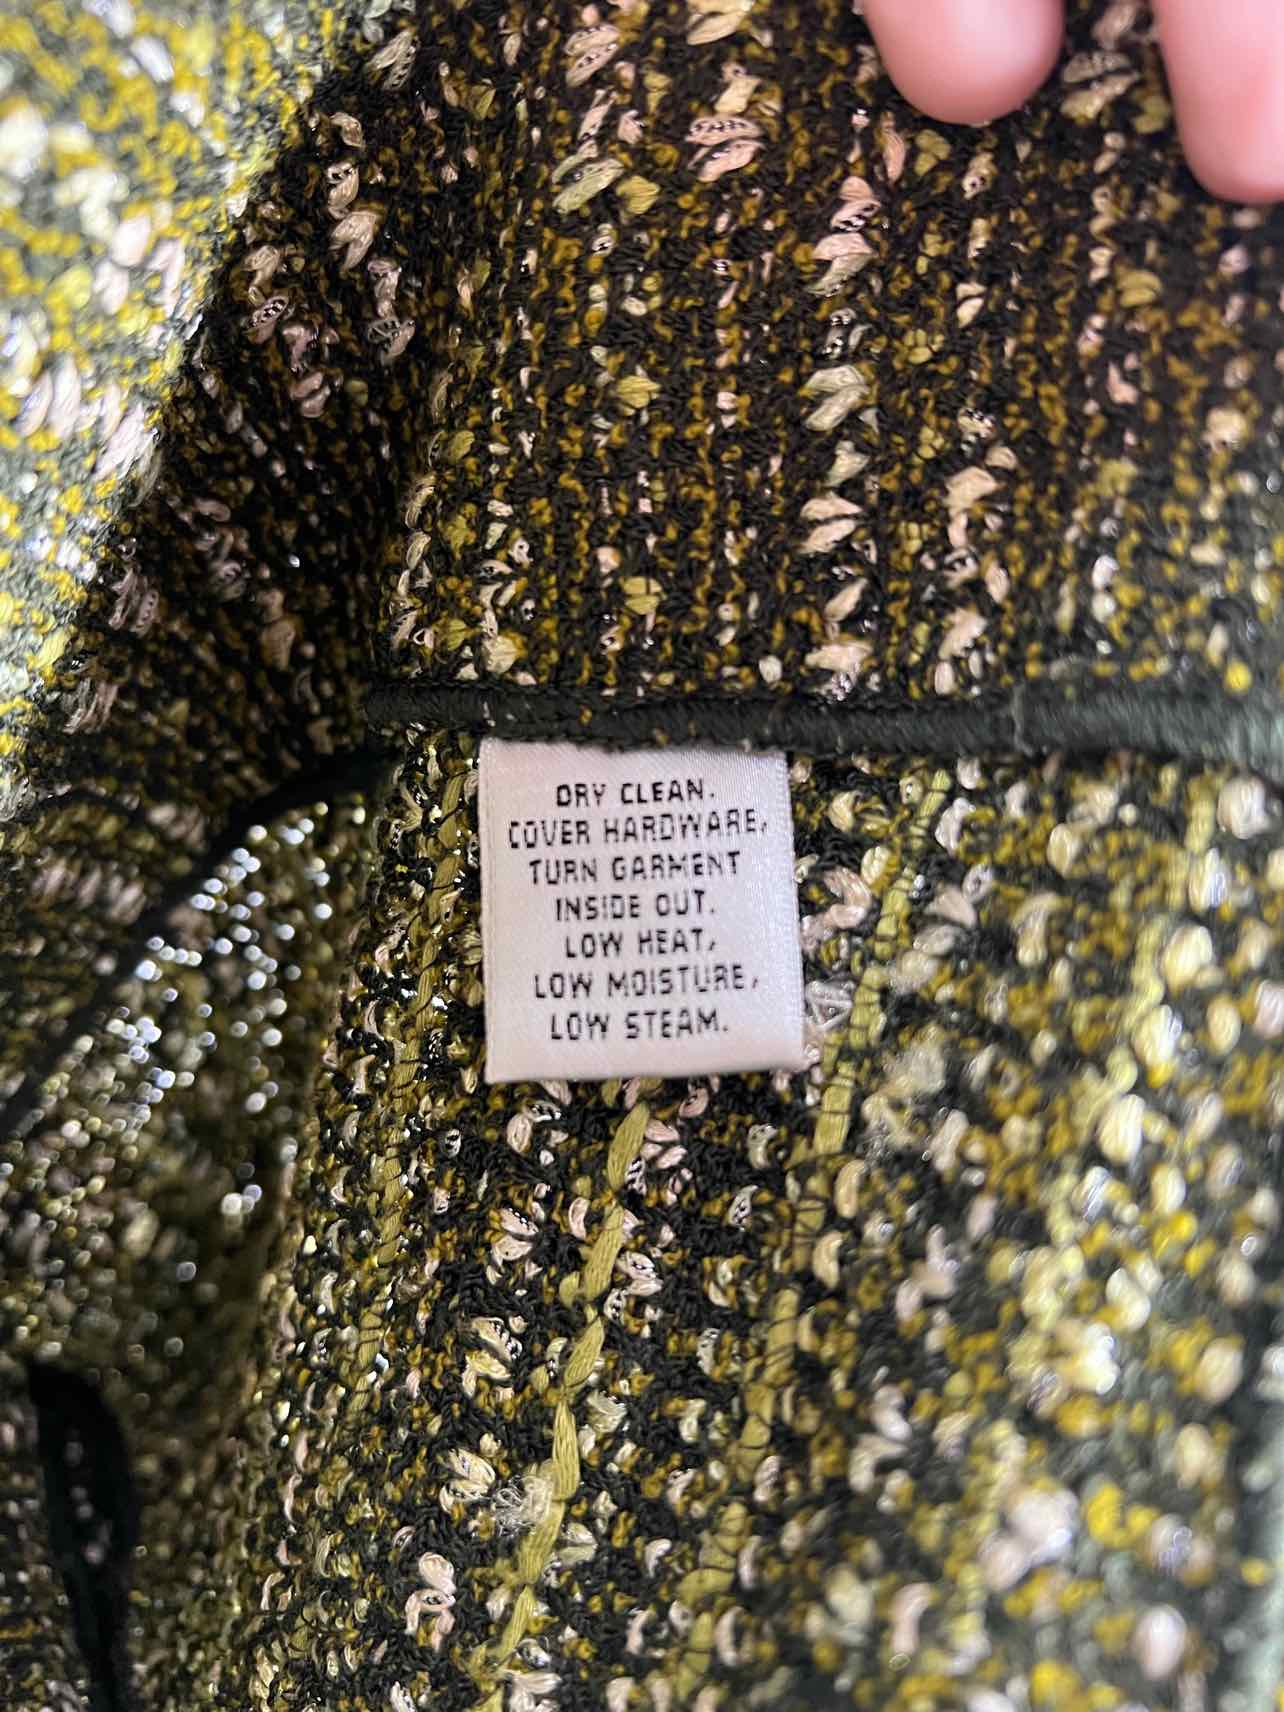 DRY CLEAN.
COVER HARDWARE,
TURN GARMENT
INSIDE OUT.
LOW HEAT,
LOW MOISTURE,
LOW STEAM.